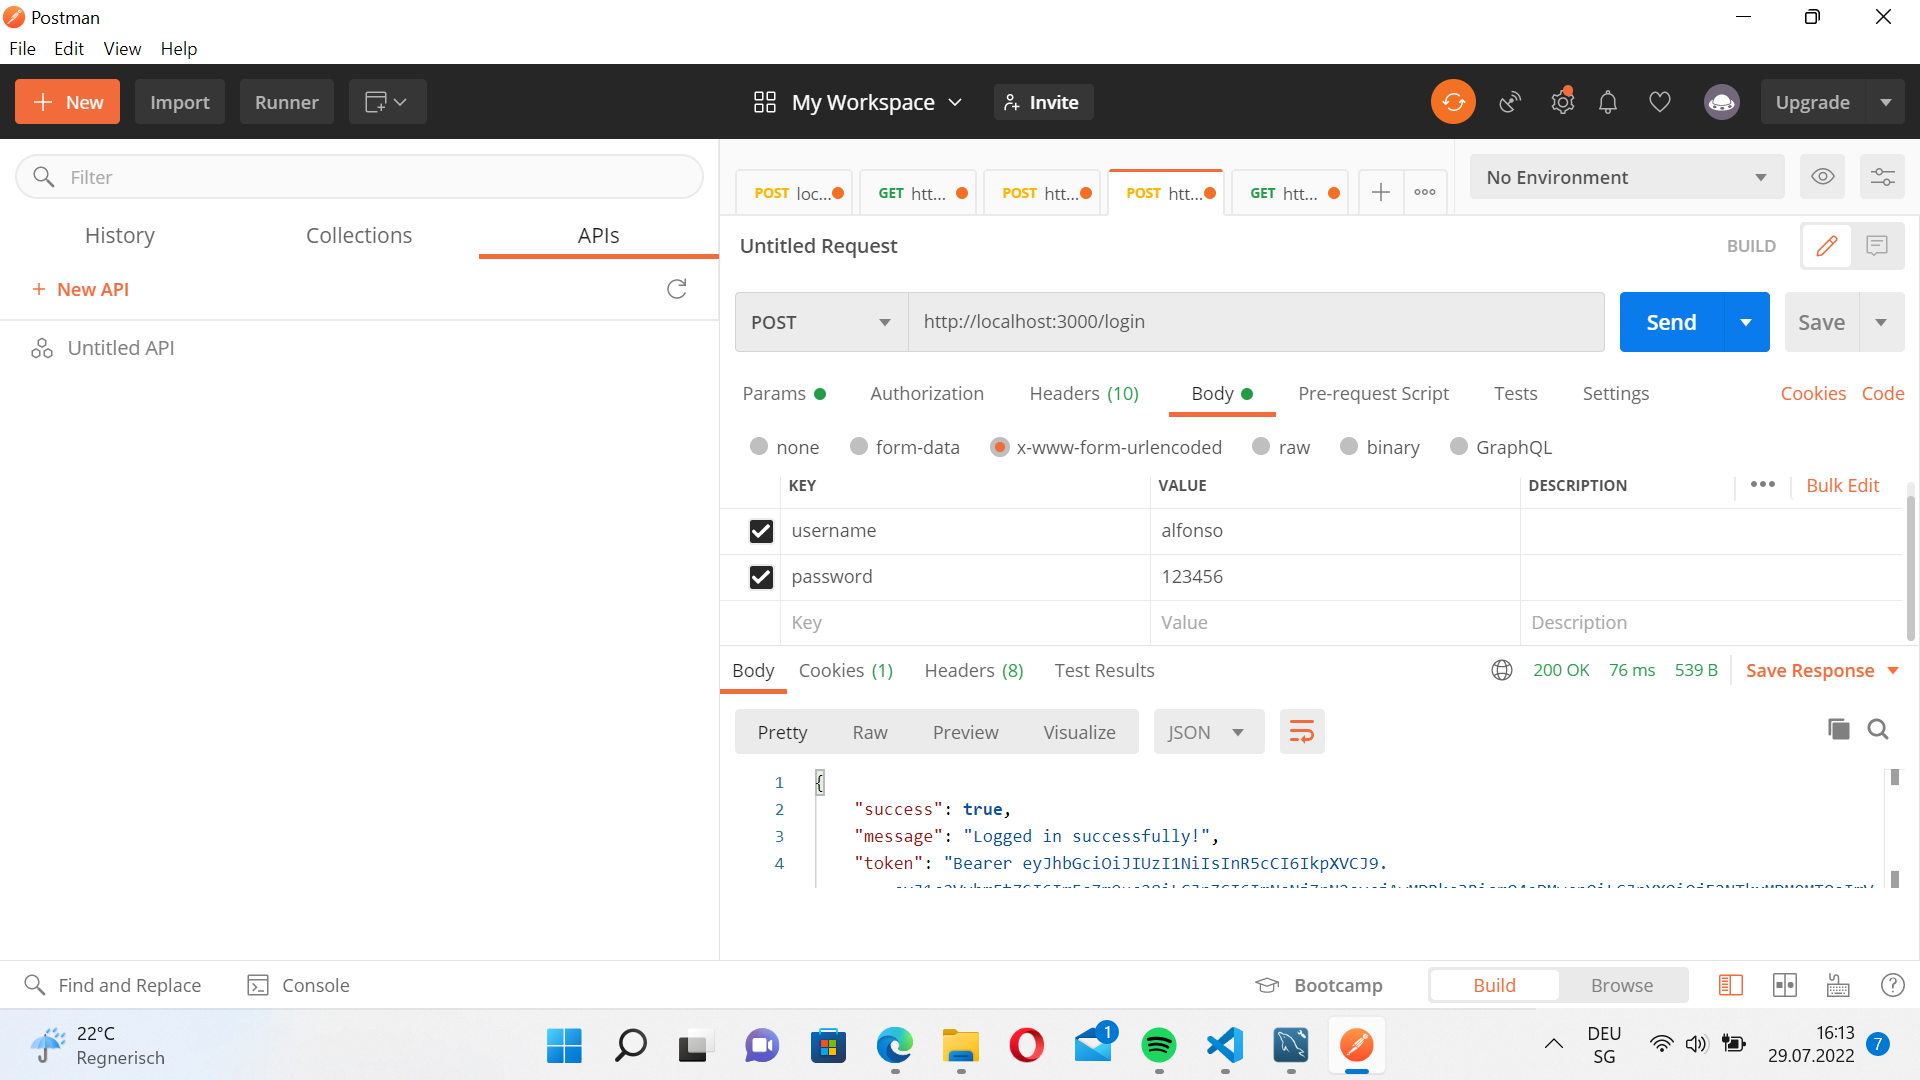 Postman
File Edit View Help
New Import Runner My Workspace Invite Upgrade
Filter
History Collections APIs
New API
Untitled API
POST loc... GET htt... POST htt... POST htt... GET htt...
No Environment
Untitled Request
BUILD
POST http://localhost:3000/login Send Save
Params Authorization Headers (10) Body Pre-request Script Tests Settings Cookies Code
none form-data x-www-form-urlencoded raw binary GraphQL
KEY VALUE DESCRIPTION Bulk Edit
username alfonso
password 123456
Key Value Description
Body Cookies (1) Headers (8) Test Results 200 OK 76 ms 539 B Save Response
Pretty Raw Preview Visualize JSON
1 {
2 "success": true,
3 "message": "Logged in successfully!",
4 "token": "Bearer eyJhbGciOiJIUzI1NiIsInR5cCI6IkpXVCJ9.
Find and Replace Console Bootcamp Build Browse
22°C
Regnerisch
1
DEU
SG
16:13
29.07.2022
7